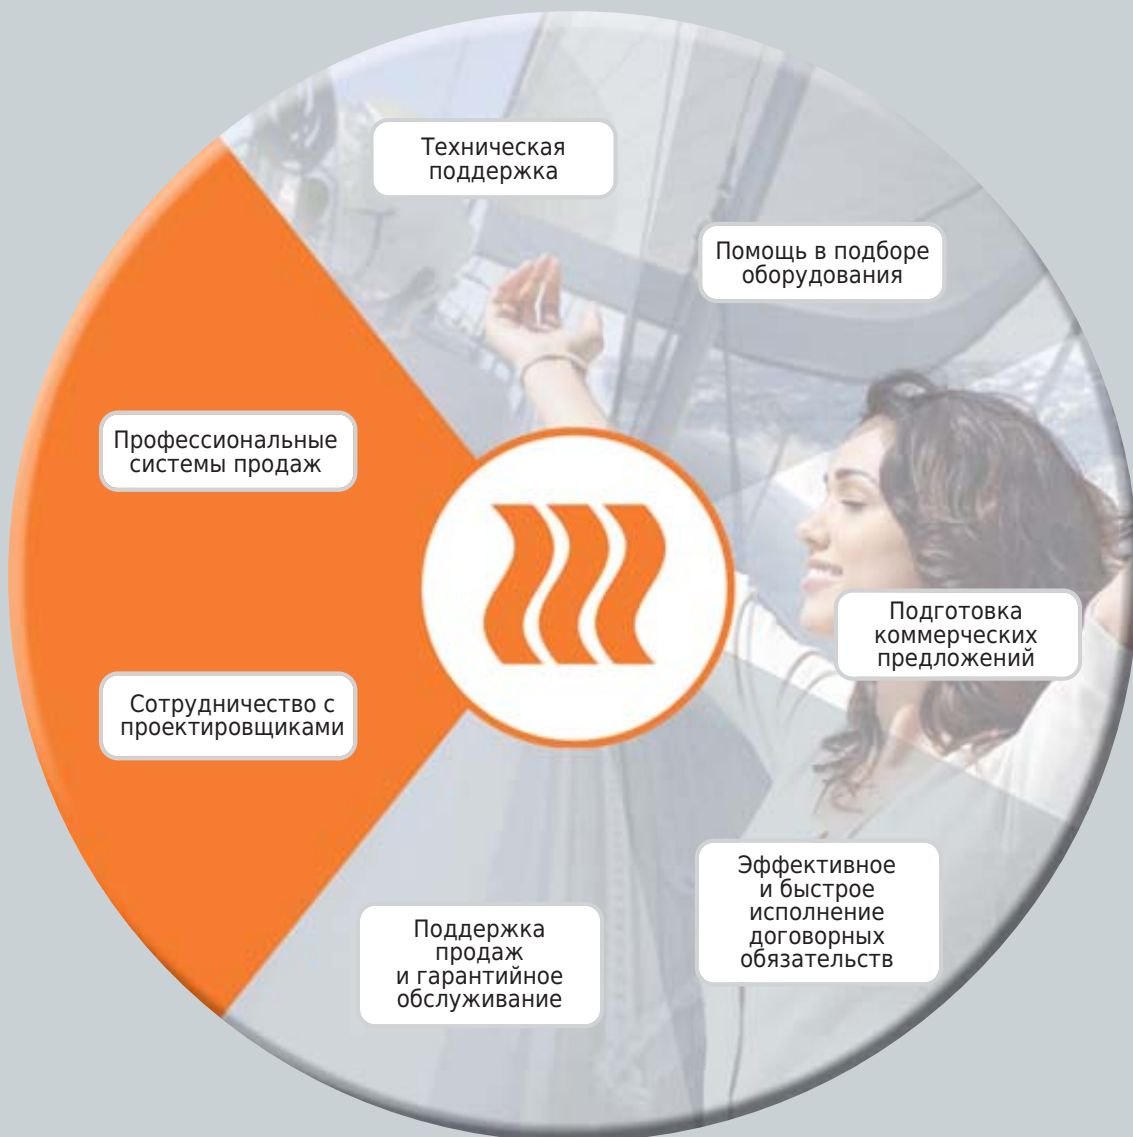 Техническая
поддержка
Помощь в подборе
оборудования
Профессиональные
системы продаж
Подготовка
коммерческих
предложений
Сотрудничество с
проектировщиками
Эффективное
и быстрое
исполнение
договорных
обязательств
Поддержка
продаж
и гарантийное
обслуживание